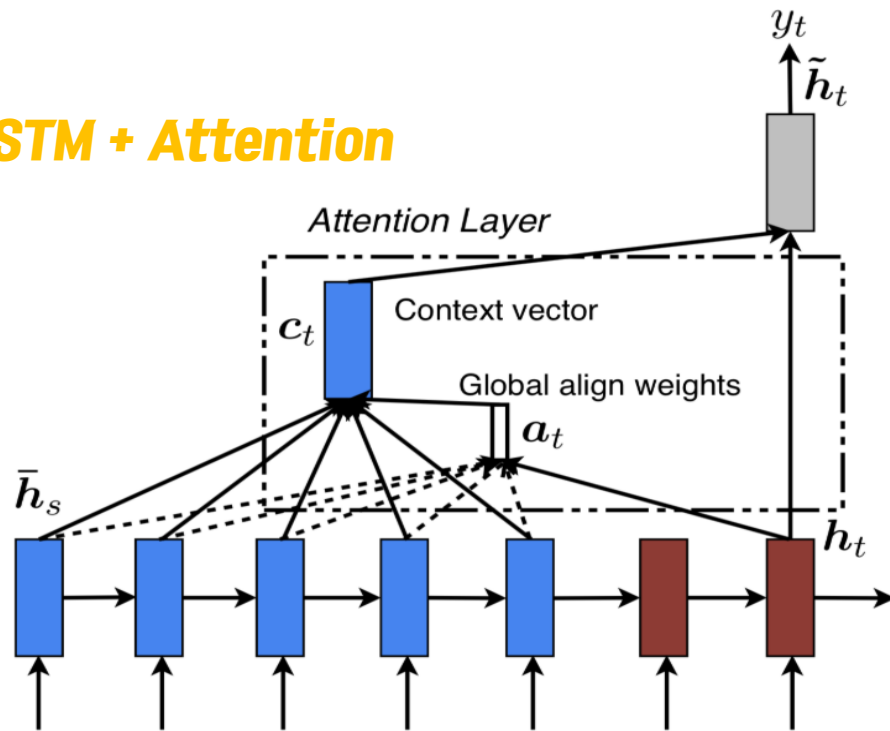 y_t
h̃_t
STM + Attention
Attention Layer
c_t
Context vector
Global align weights
a_t
h̄_s
h_t